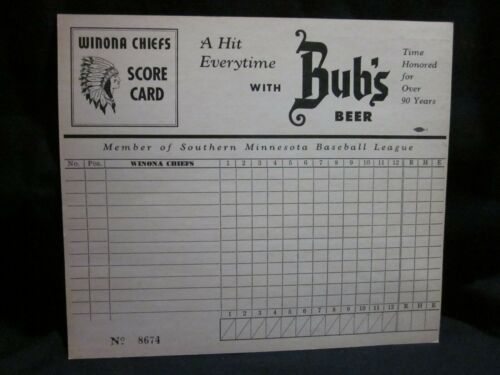 WINONA CHIEFS
SCORE
CARD
A Hit
Everytime
WITH
Bub's
BEER
Time
Honored
for
Over
90 Years
Member of Southern Minnesota Baseball League
No. Pos. WINONA CHIEFS 1 2 3 4 5 6 7 8 9 10 11 12 R H E
1 2 3 4 5 6 7 8 9 10 11 12 R H E
No 8674